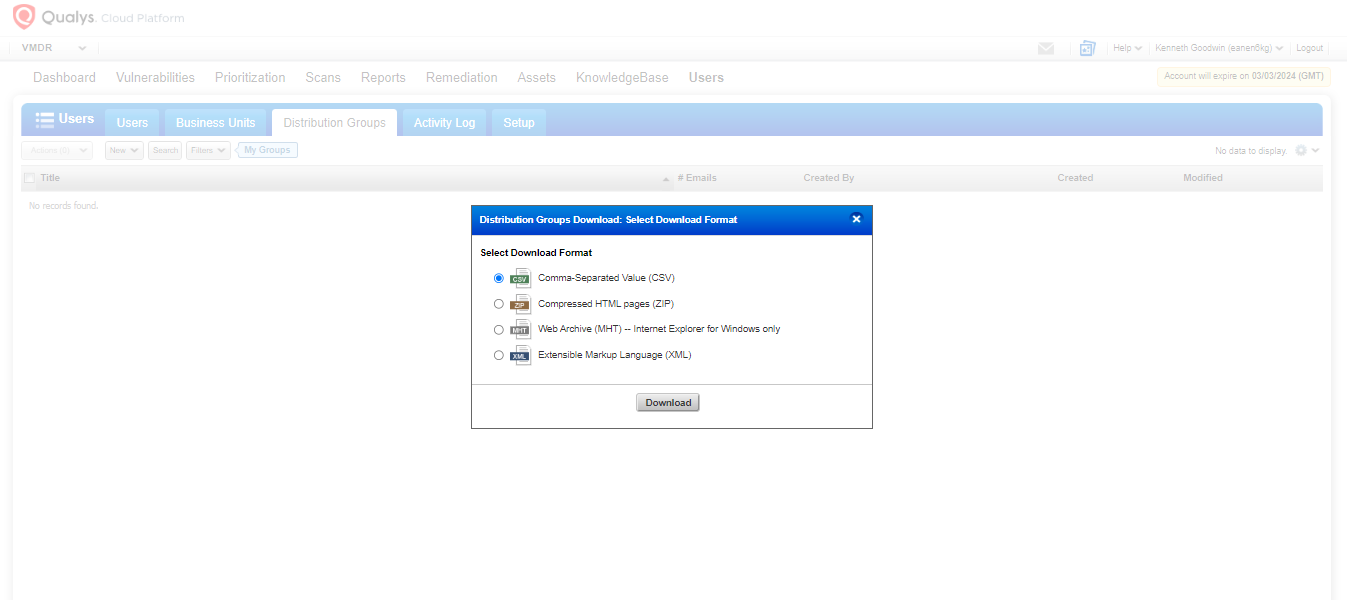 Qualys. Cloud Platform
VMDR
Help
Kenneth Goodwin (eanen5kg)
Logout
Dashboard Vulnerabilities Prioritization Scans Reports Remediation Assets KnowledgeBase Users
Account will expire on 03/03/2024 (GMT)
Users Users Business Units Distribution Groups Activity Log Setup
Actions (0) New Search Filters My Groups No data to display
Title # Emails Created By Created Modified
No records found.
Distribution Groups Download: Select Download Format
Select Download Format
CSV Comma-Separated Value (CSV)
ZIP Compressed HTML pages (ZIP)
MHT Web Archive (MHT) -- Internet Explorer for Windows only
XML Extensible Markup Language (XML)
Download